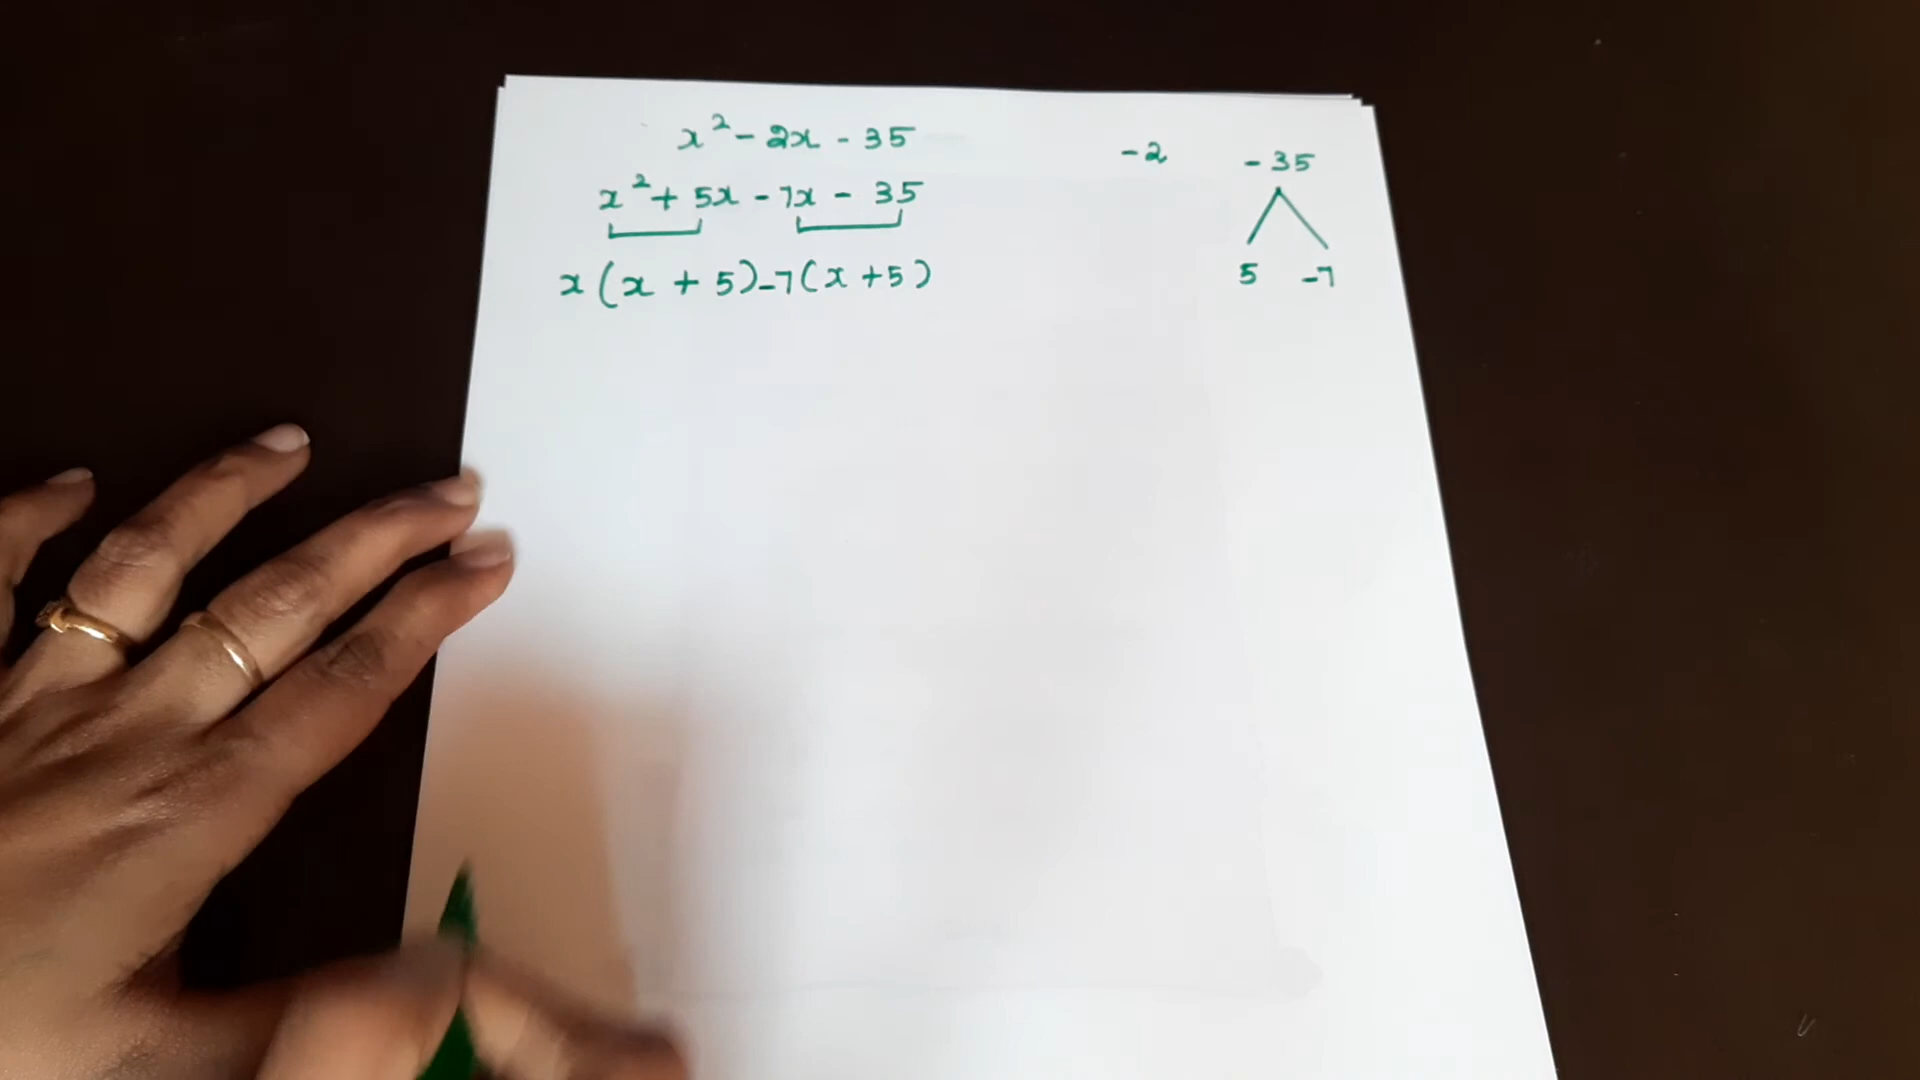 x² - 2x - 35
x² + 5x - 7x - 35
x (x + 5) - 7 (x + 5)
-2 -35
5 -7